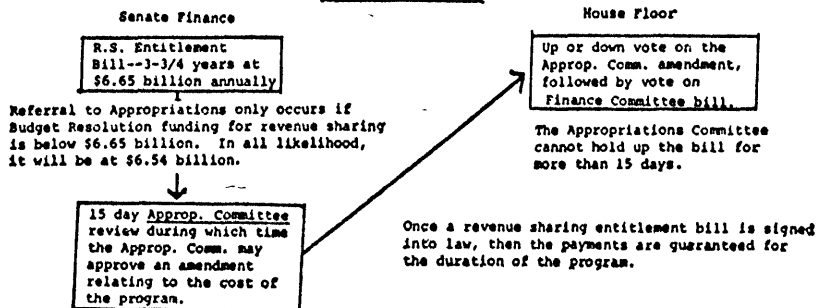 Senate Finance
R.S. Entitlement
Bill--3-3/4 years at
$6.65 billion annually
Referral to Appropriations only occurs if
Budget Resolution funding for revenue sharing
is below $6.65 billion. In all likelihood,
it will be at $6.54 billion.
15 day Approp. Committee
review during which time
the Approp. Comm. may
approve an amendment
relating to the cost of
the program.
House Floor
Up or down vote on the
Approp. Comm. amendment,
followed by vote on
Finance Committee bill.
The Appropriations Committee
cannot hold up the bill for
more than 15 days.
Once a revenue sharing entitlement bill is signed
into law, then the payments are guaranteed for
the duration of the program.